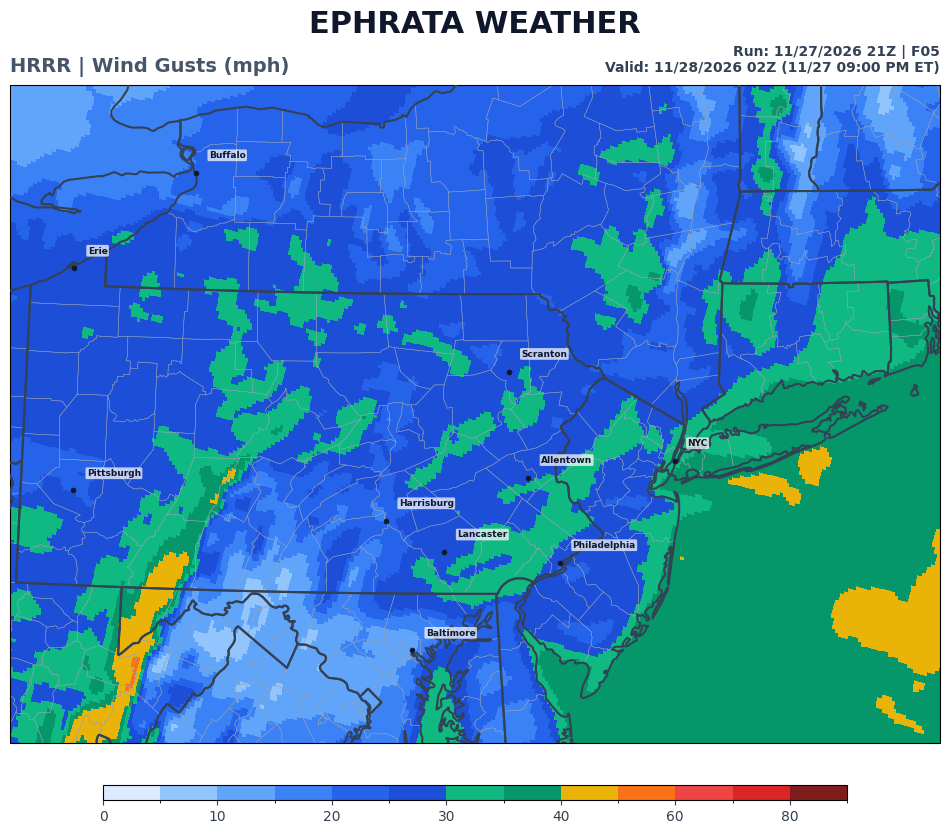 EPHRATA WEATHER
HRRR | Wind Gusts (mph)
Run: 11/27/2026 21Z | F05
Valid: 11/28/2026 02Z (11/27 09:00 PM ET)
Buffalo
Erie
Scranton
NYC
Allentown
Pittsburgh
Harrisburg
Lancaster
Philadelphia
Baltimore
0 10 20 30 40 50 60 70 80